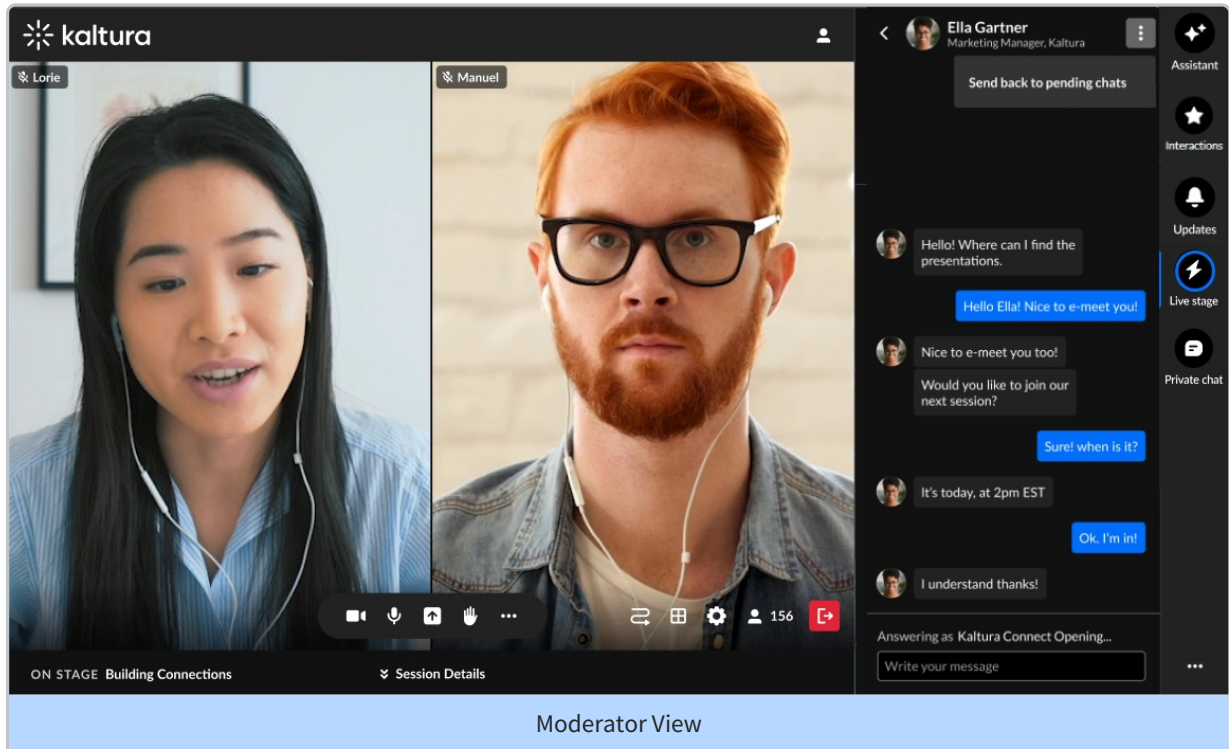 kaltura
Lorie
Manuel
ON STAGE Building Connections
Session Details
156
Ella Gartner
Marketing Manager, Kaltura
Send back to pending chats
Hello! Where can I find the
presentations.
Hello Ella! Nice to e-meet you!
Nice to e-meet you too!
Would you like to join our
next session?
Sure! when is it?
It's today, at 2pm EST
Ok. I'm in!
I understand thanks!
Answering as Kaltura Connect Opening...
Write your message
Assistant
Interactions
Updates
Live stage
Private chat
Moderator View